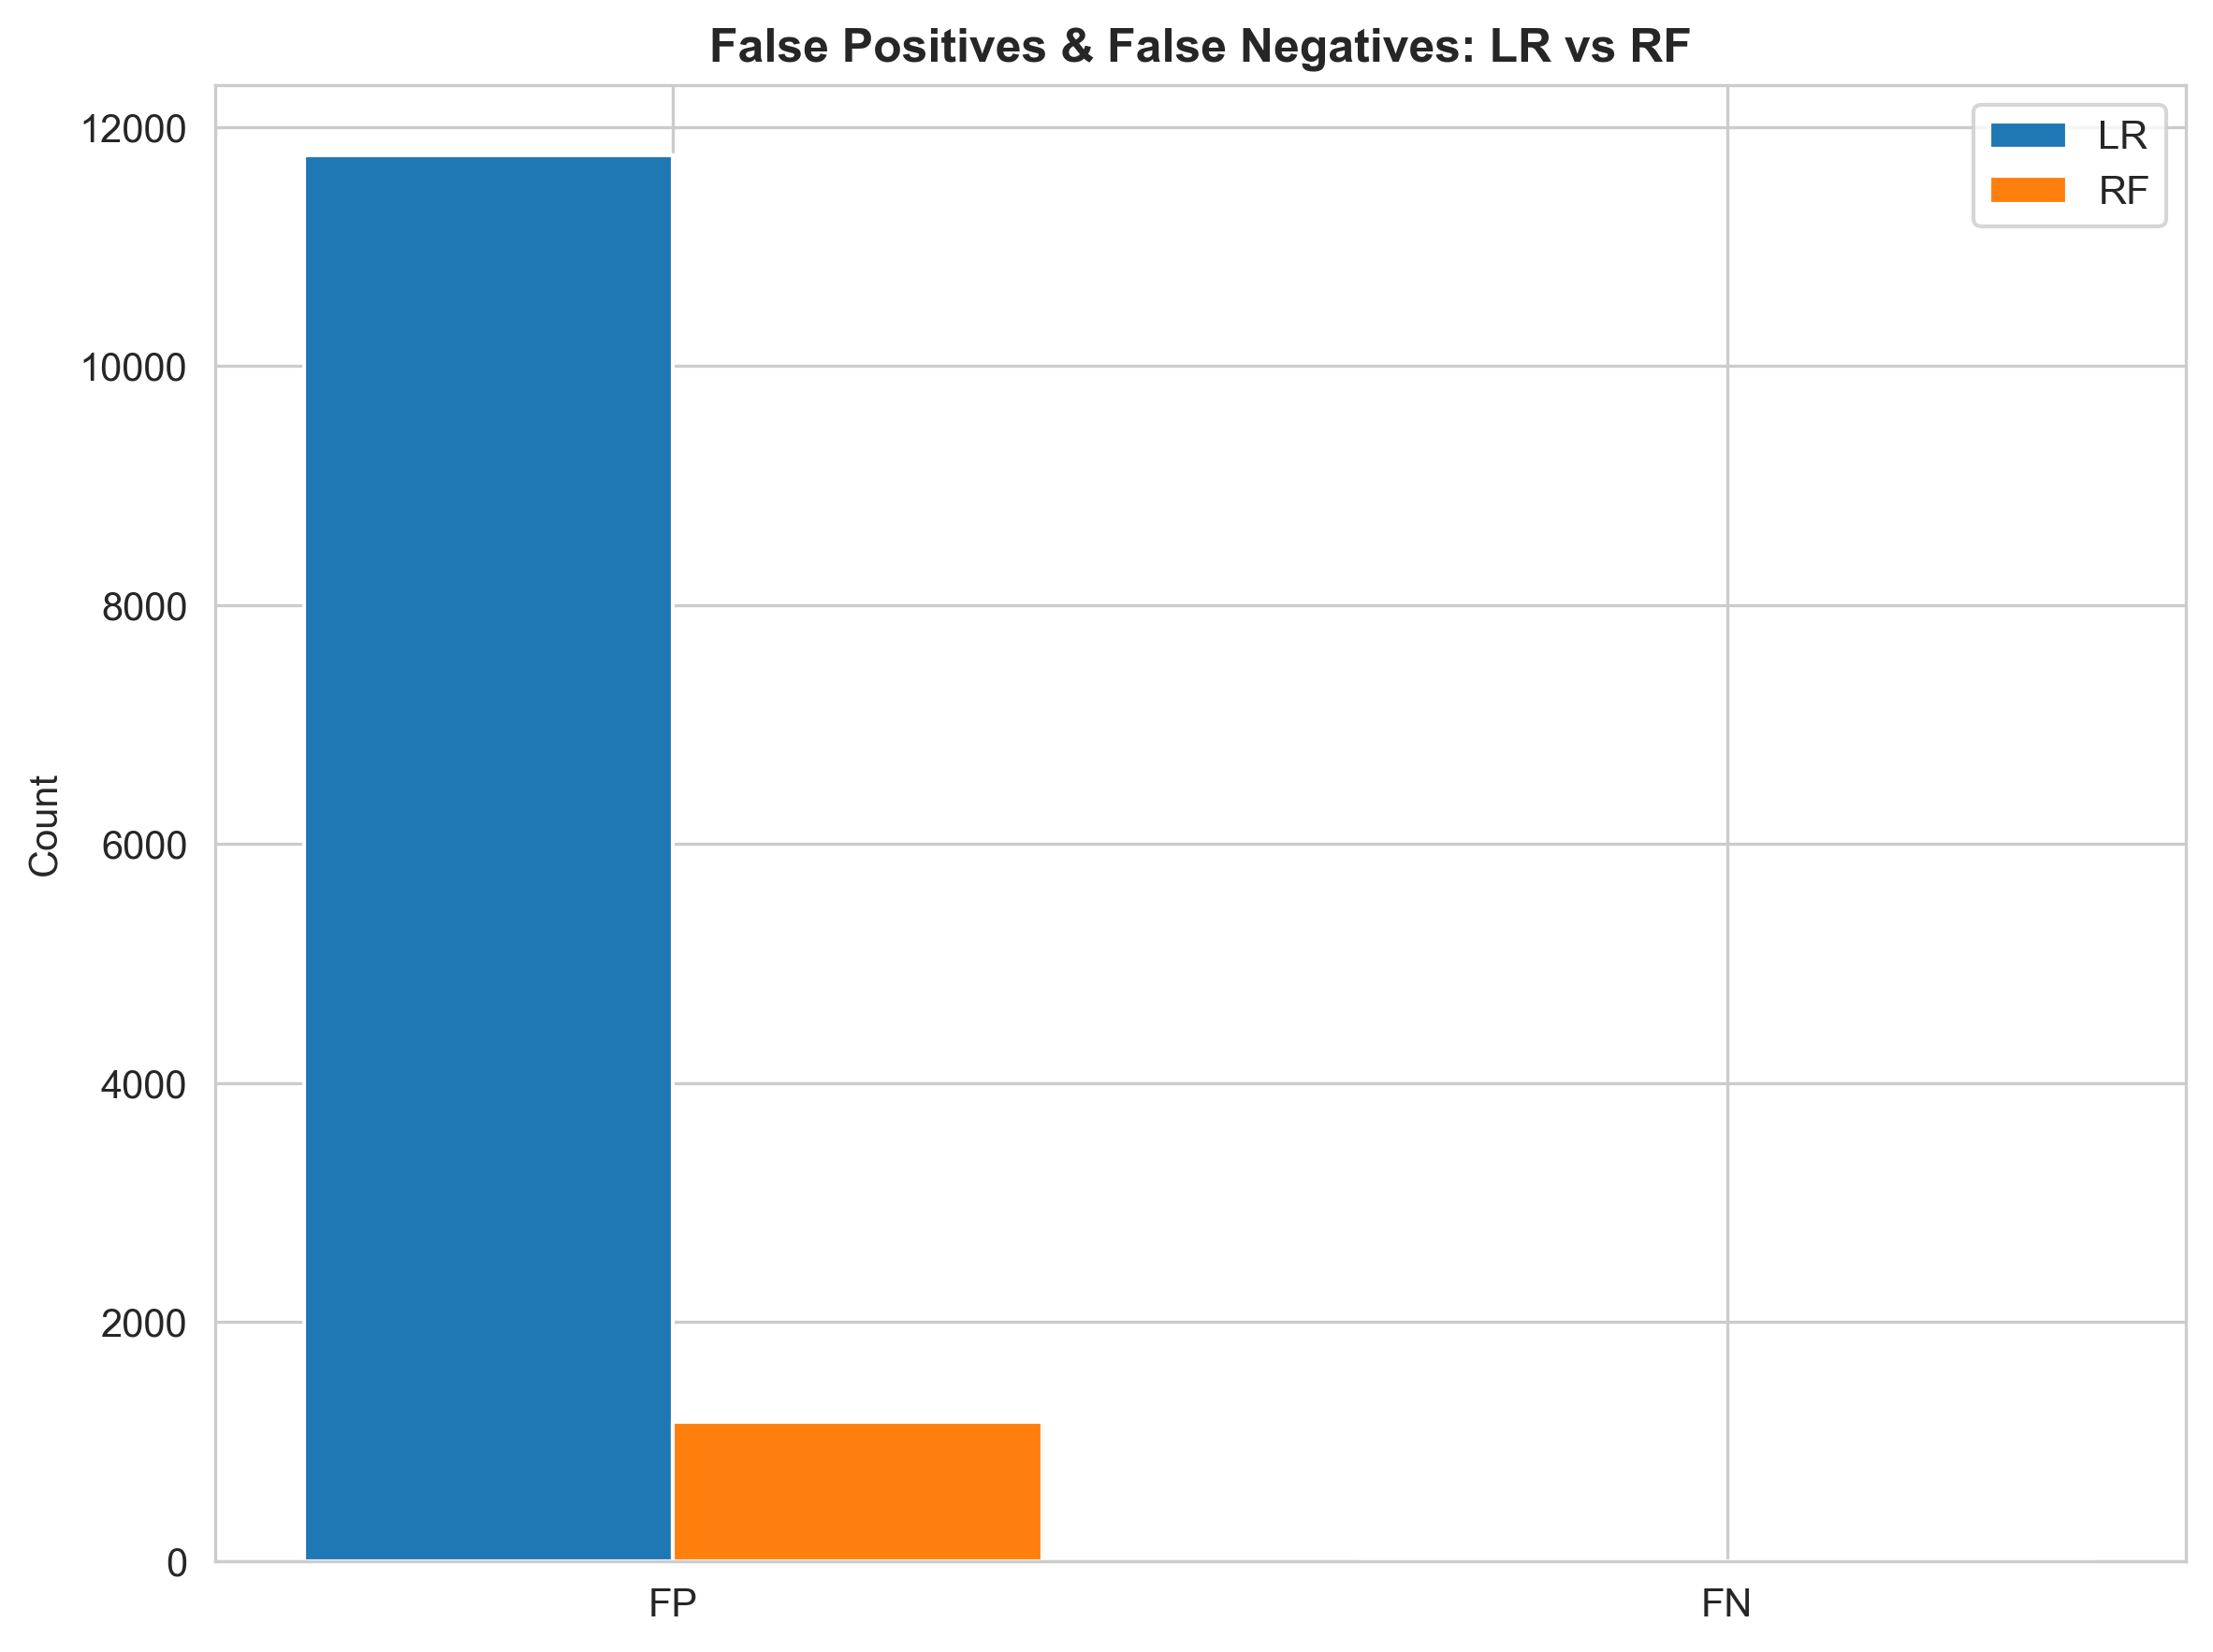 False Positives & False Negatives: LR vs RF
LR
RF
12000
10000
8000
6000
4000
2000
0
Count
FP
FN